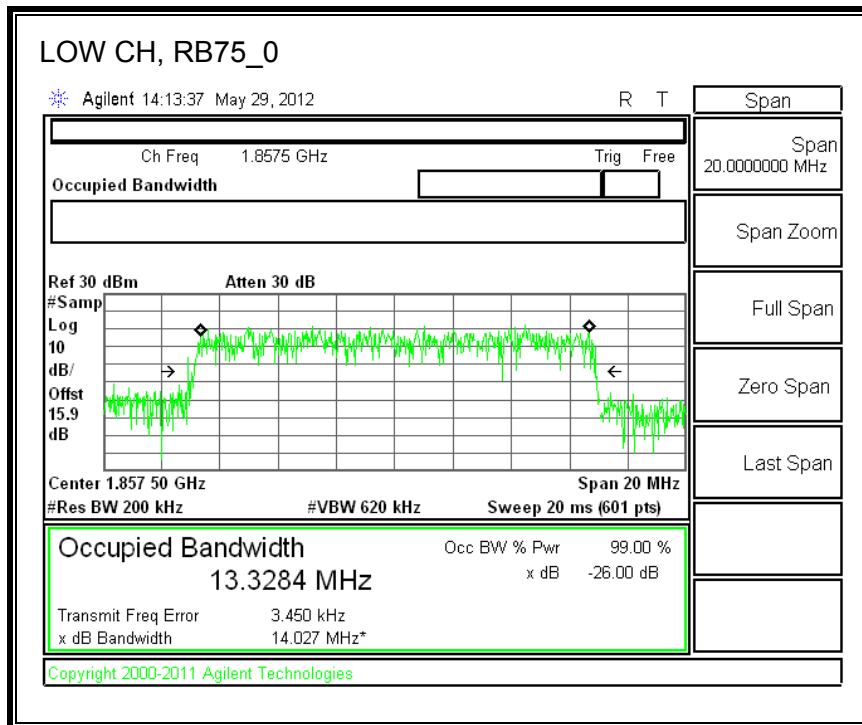 LOW CH, RB75_0
Agilent 14:13:37 May 29, 2012 R T
Ch Freq 1.8575 GHz Trig Free
Occupied Bandwidth
Ref 30 dBm Atten 30 dB
#Samp
Log
10
dB/
Offst
15.9
dB
Center 1.857 50 GHz Span 20 MHz
#Res BW 200 kHz #VBW 620 kHz Sweep 20 ms (601 pts)
Occupied Bandwidth Occ BW % Pwr 99.00 %
13.3284 MHz x dB -26.00 dB
Transmit Freq Error 3.450 kHz
x dB Bandwidth 14.027 MHz*
Copyright 2000-2011 Agilent Technologies
Span
Span
20.0000000 MHz
Span Zoom
Full Span
Zero Span
Last Span